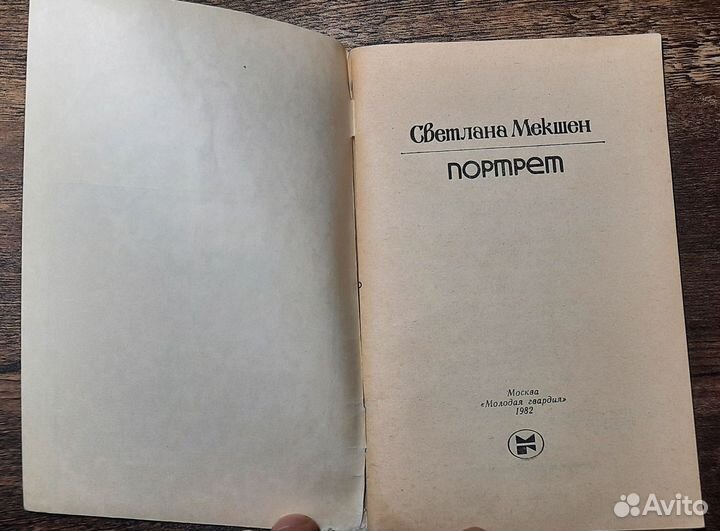 Светлана Мекшен
портрет
Москва
«Молодая гвардия»
1982
Avito